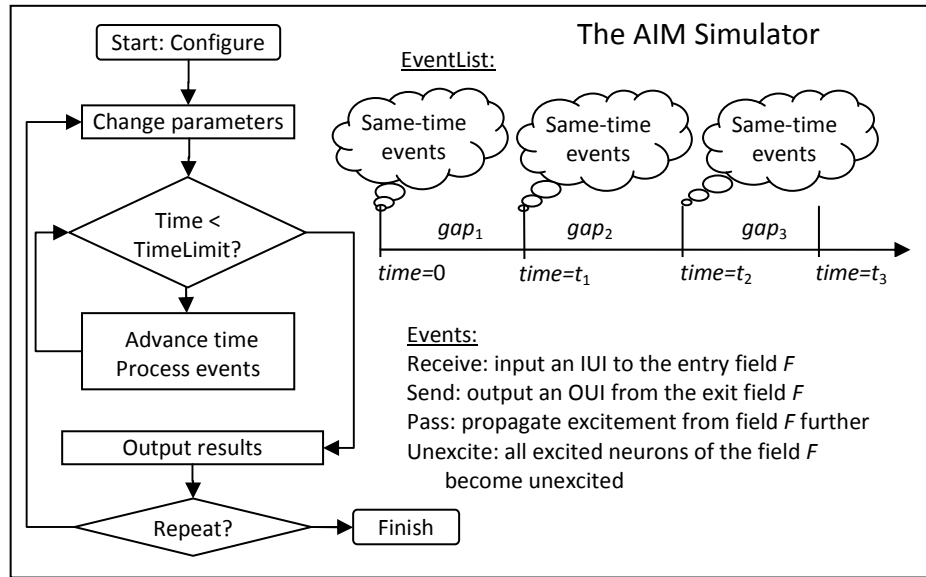 The AIM Simulator
Start: Configure
Change parameters
Time <
TimeLimit?
Advance time
Process events
Output results
Repeat?
Finish
EventList:
Same-time
events
Same-time
events
Same-time
events
gap₁
gap₂
gap₃
time=0
time=t₁
time=t₂
time=t₃
Events:
Receive: input an IUI to the entry field F
Send: output an OUI from the exit field F
Pass: propagate excitement from field F further
Unexcite: all excited neurons of the field F
become unexcited